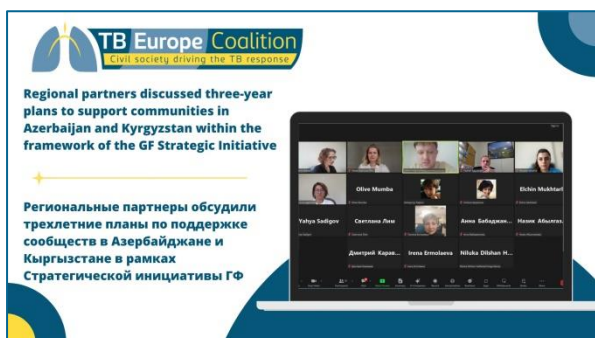 TB Europe Coalition
Civil society driving the TB response
Regional partners discussed three-year
plans to support communities in
Azerbaijan and Kyrgyzstan within the
framework of the GF Strategic Initiative
Региональные партнеры обсудили
трехлетние планы по поддержке
сообществ в Азербайджане и
Кыргызстане в рамках
Стратегической инициативы ГФ
Olive Mumba
Elchin Mukhtarl
Yahya Sadigov
Светлана Лим
Анна Бабаджан...
Назик Абылгаз...
Дмитрий Карав...
Irena Ermolaeva
Niluka Dilshan H...